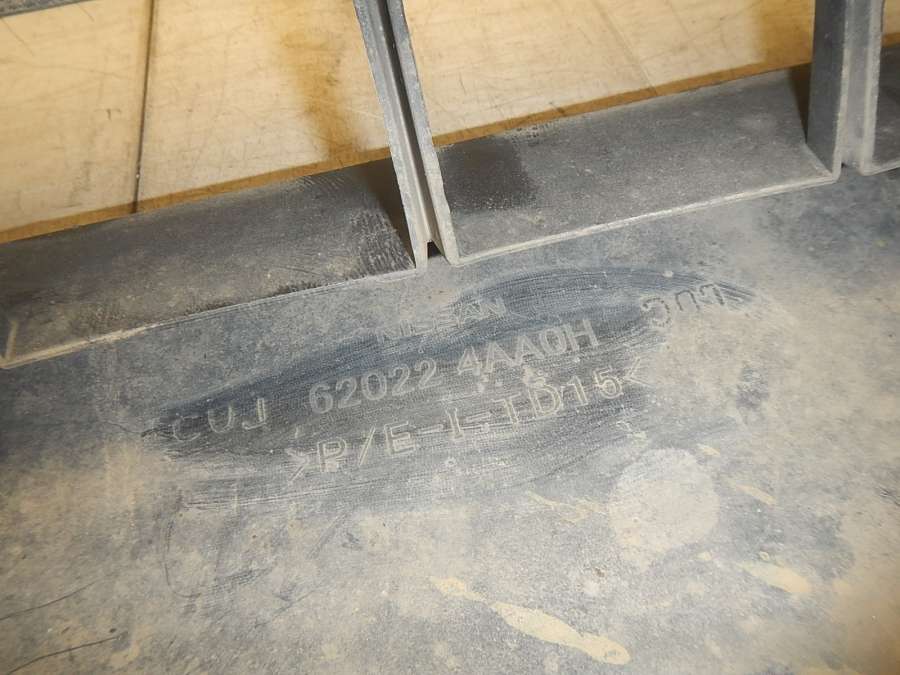 NISSAN
CUJ 62022 4AA0H
>P/E-I-TD15<